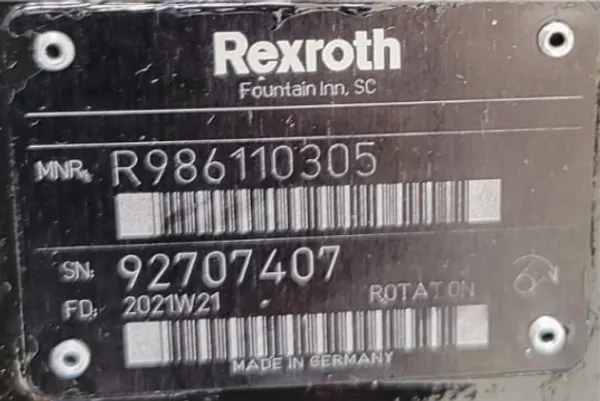 Rexroth
Fountain Inn, SC
MNR: R986110305
SN: 92707407
FD: 2021W21 ROTATION
MADE IN GERMANY